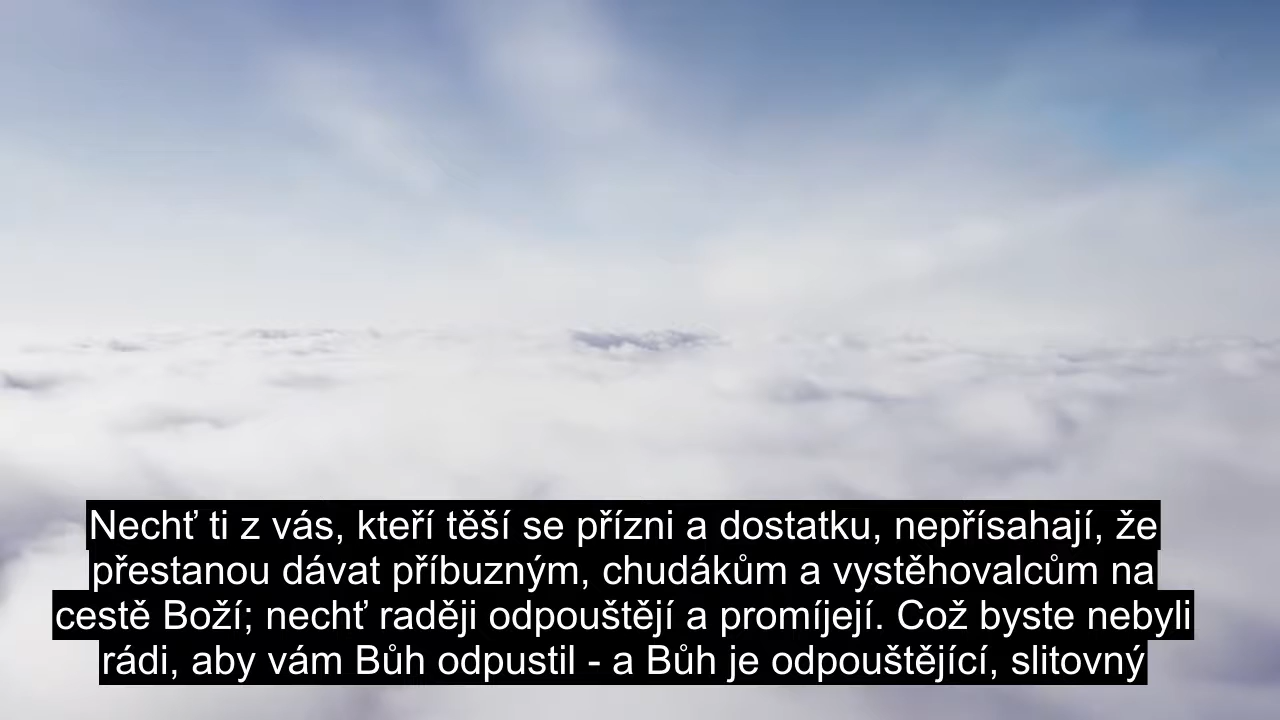 Nechť ti z vás, kteří těší se přízni a dostatku, nepřísahají, že
přestanou dávat příbuzným, chudákům a vystěhovalcům na
cestě Boží; nechť raději odpouštějí a promíjejí. Což byste nebyli
rádi, aby vám Bůh odpustil - a Bůh je odpouštějící, slitovný